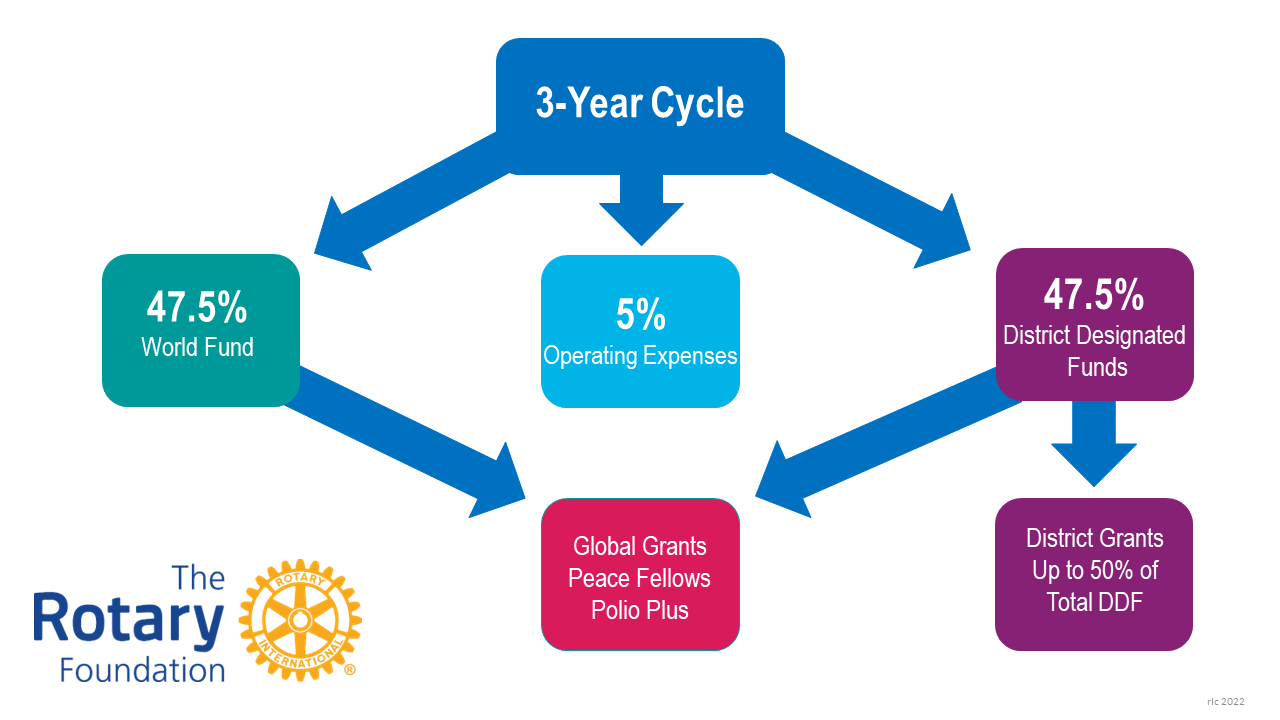 3-Year Cycle
47.5%
World Fund
5%
Operating Expenses
47.5%
District Designated
Funds
Global Grants
Peace Fellows
Polio Plus
District Grants
Up to 50% of
Total DDF
The
Rotary
Foundation
ROTARY
INTERNATIONAL
®
rlc 2022